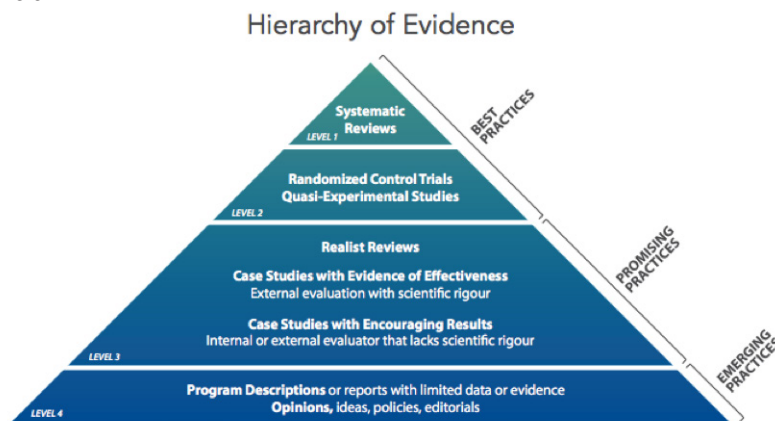 Hierarchy of Evidence
Systematic
Reviews
LEVEL 1
BEST
PRACTICES
Randomized Control Trials
Quasi-Experimental Studies
LEVEL 2
Realist Reviews
Case Studies with Evidence of Effectiveness
External evaluation with scientific rigour
Case Studies with Encouraging Results
Internal or external evaluator that lacks scientific rigour
LEVEL 3
PROMISING
PRACTICES
Program Descriptions or reports with limited data or evidence
Opinions, ideas, policies, editorials
LEVEL 4
EMERGING
PRACTICES